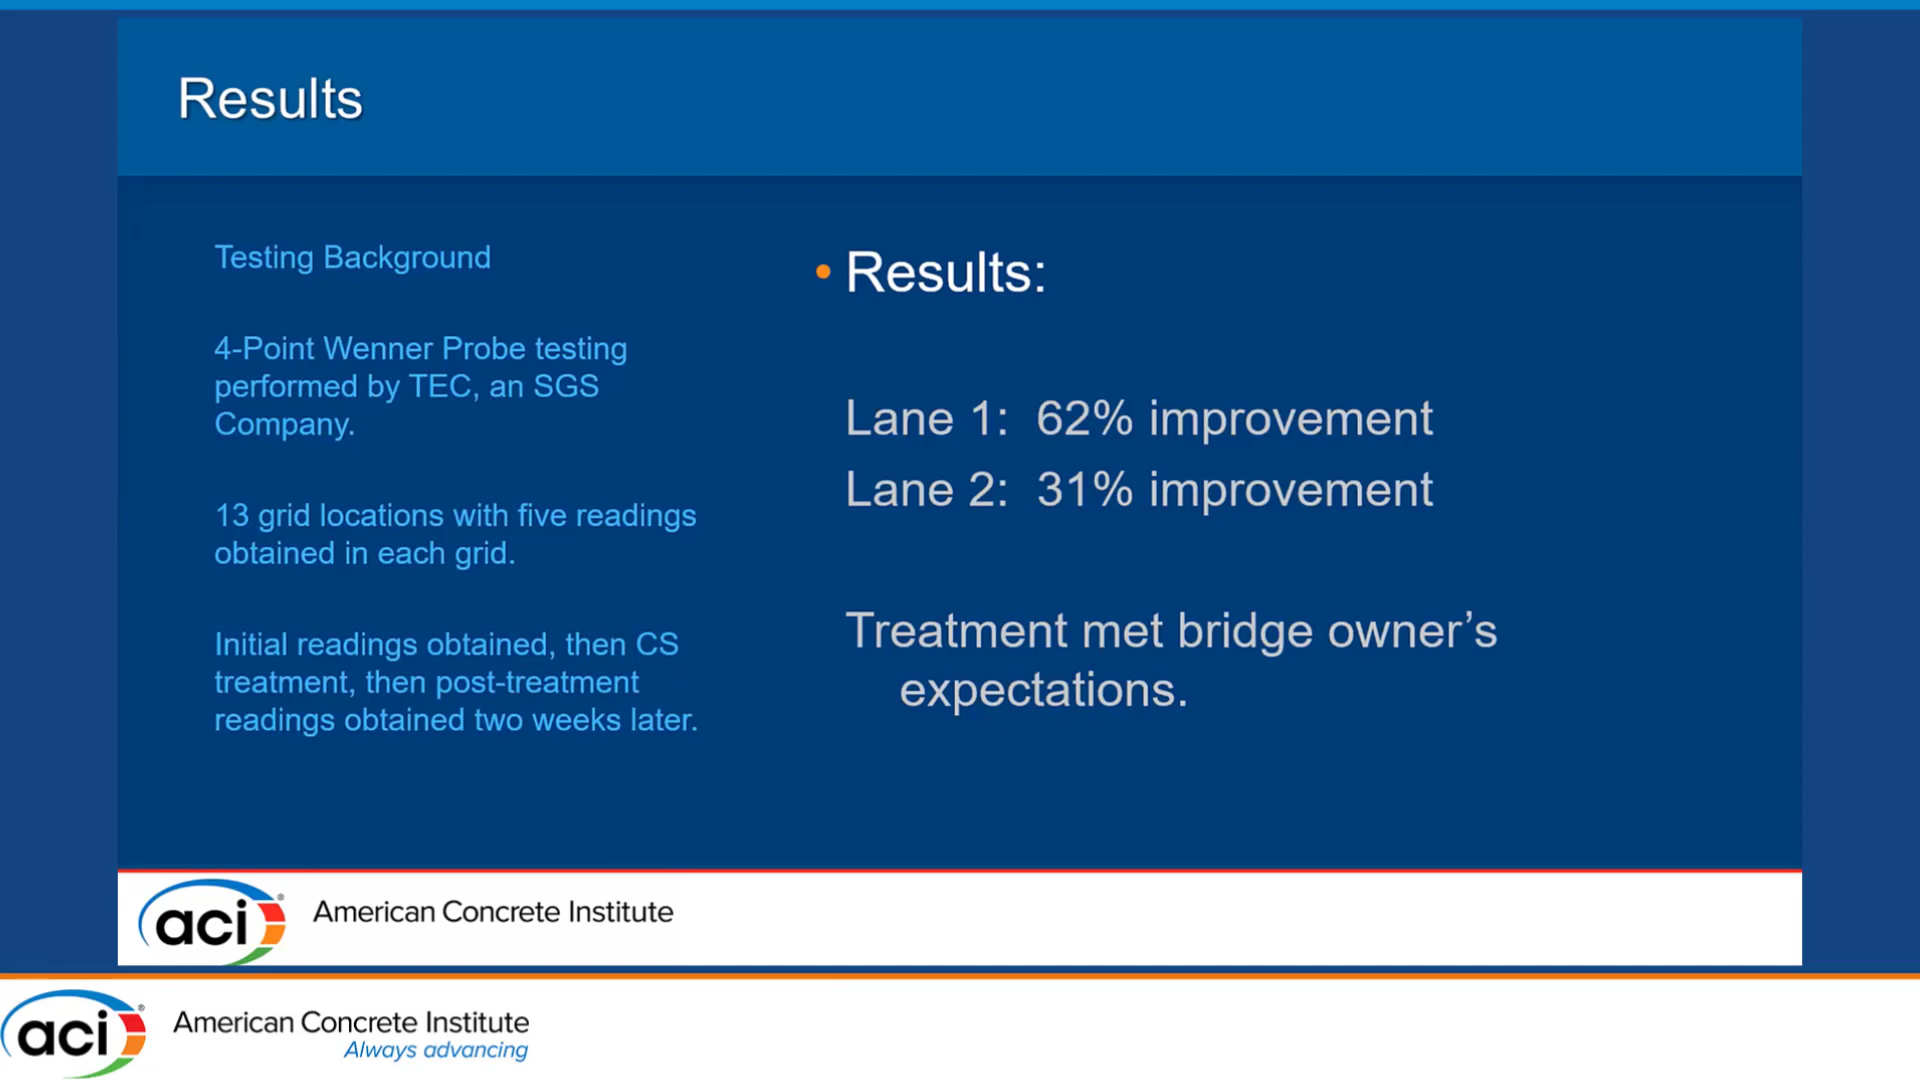 Results
Testing Background
4-Point Wenner Probe testing
performed by TEC, an SGS
Company.
13 grid locations with five readings
obtained in each grid.
Initial readings obtained, then CS
treatment, then post-treatment
readings obtained two weeks later.
• Results:
Lane 1: 62% improvement
Lane 2: 31% improvement
Treatment met bridge owner’s
expectations.
aci® American Concrete Institute
aci® American Concrete Institute
Always advancing